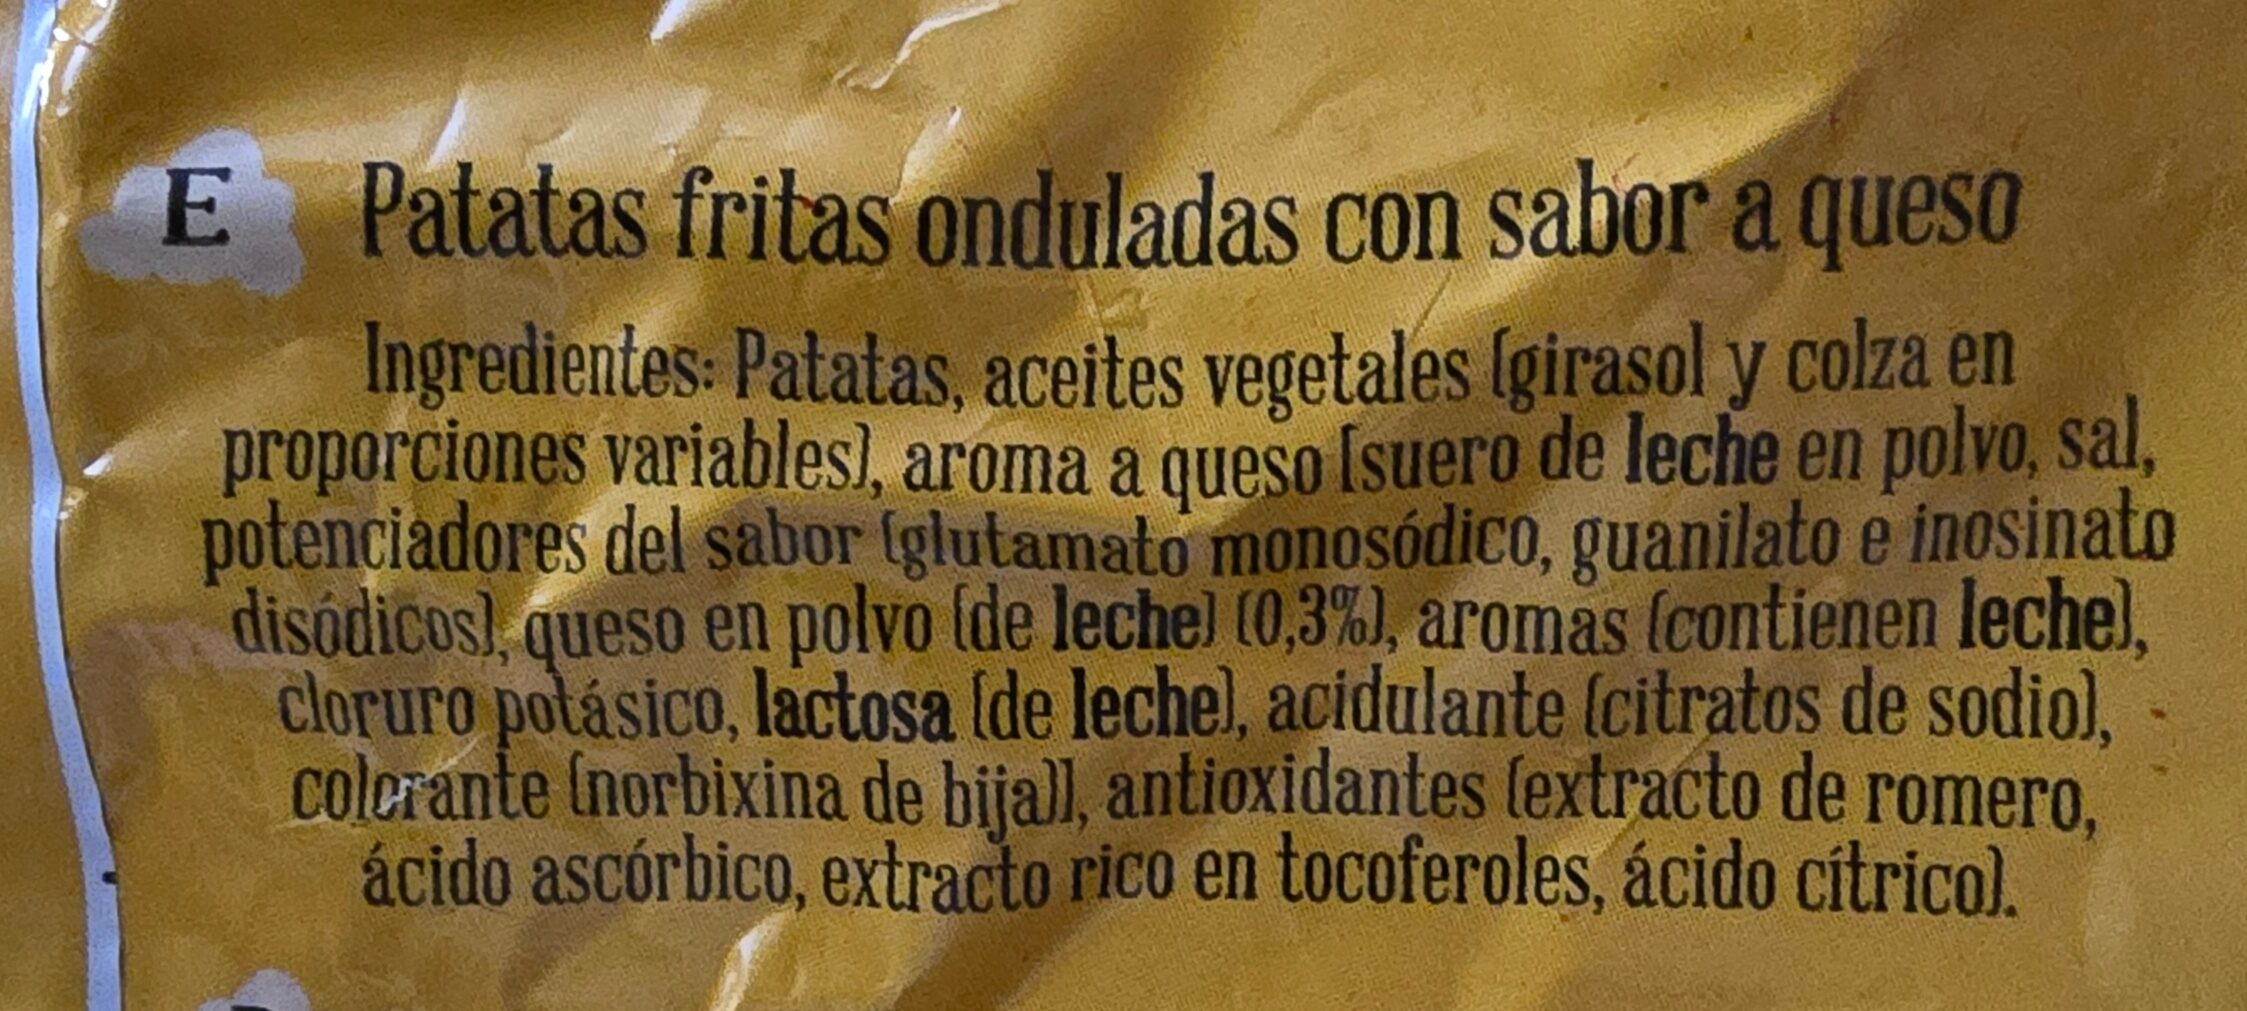 E Patatas fritas onduladas con sabor a queso
Ingredientes: Patatas, aceites vegetales (girasol y colza en
proporciones variables), aroma a queso [suero de leche en polvo, sal,
potenciadores del sabor (glutamato monosódico, guanilato e inosinato
disódicos), queso en polvo (de leche) (0,3%), aromas (contienen leche),
cloruro potásico, lactosa (de leche), acidulante (citratos de sodio),
colorante (norbixina de bija)], antioxidantes (extracto de romero,
ácido ascórbico, extracto rico en tocoferoles, ácido cítrico).